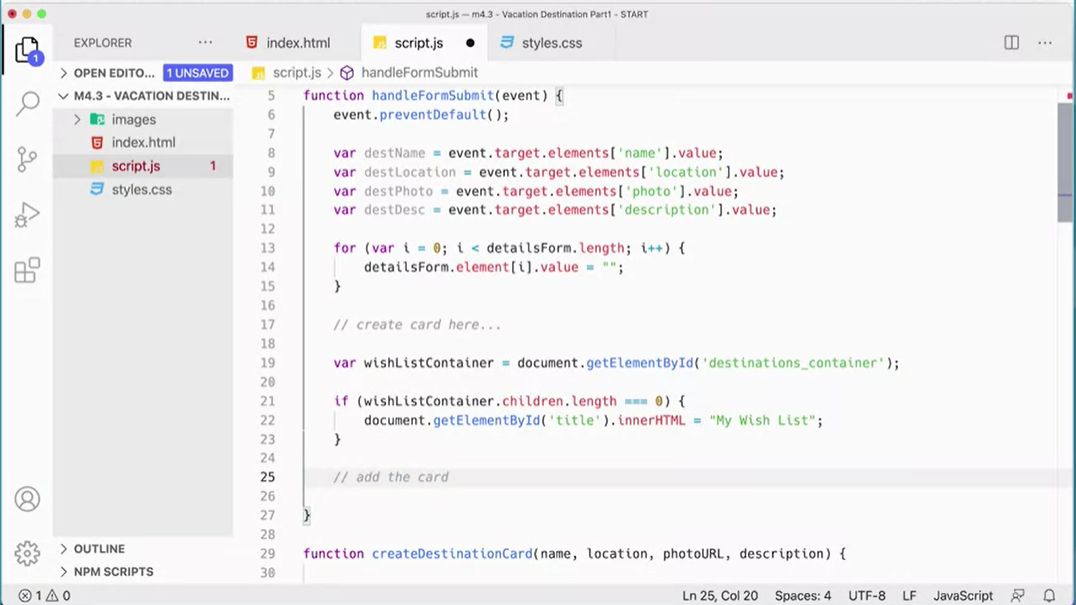 script.js — m4.3 - Vacation Destination Part1 - START
EXPLORER ···
index.html
script.js
styles.css
···
OPEN EDITO... 1 UNSAVED
script.js > handleFormSubmit
M4.3 - VACATION DESTIN...
images
index.html
script.js 1
styles.css
1
5 function handleFormSubmit(event) {
6 event.preventDefault();
7
8 var destName = event.target.elements['name'].value;
9 var destLocation = event.target.elements['location'].value;
10 var destPhoto = event.target.elements['photo'].value;
11 var destDesc = event.target.elements['description'].value;
12
13 for (var i = 0; i < detailsForm.length; i++) {
14 detailsForm.element[i].value = "";
15 }
16
17 // create card here...
18
19 var wishListContainer = document.getElementById('destinations_container');
20
21 if (wishListContainer.children.length === 0) {
22 document.getElementById('title').innerHTML = "My Wish List";
23 }
24
25 // add the card
26
27 }
28
29 function createDestinationCard(name, location, photoURL, description) {
30
OUTLINE
NPM SCRIPTS
1 0 Ln 25, Col 20 Spaces: 4 UTF-8 LF JavaScript